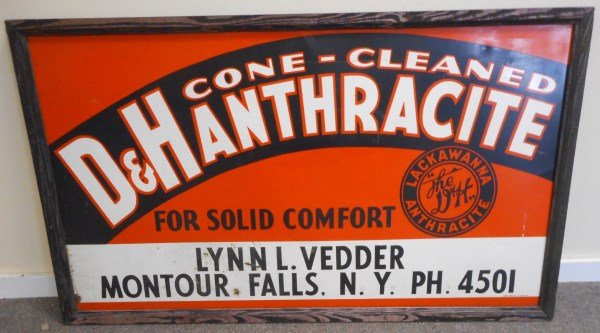 CONE - CLEANED
D&H ANTHRACITE
LACKAWANNA
"The
D&H."
ANTHRACITE
FOR SOLID COMFORT
LYNN L. VEDDER
MONTOUR FALLS, N. Y. PH. 4501